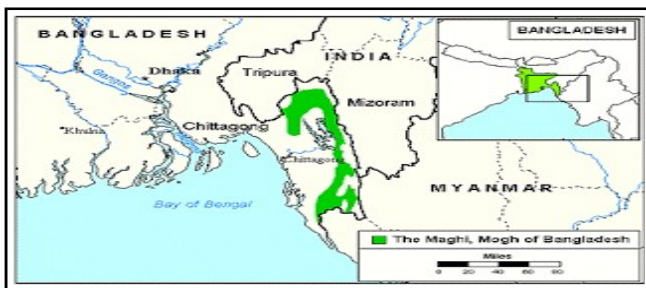 BANGLADESH
Ganges
Dhaka
Khulna
Chittagong
Chittagong
Bay of Bengal
INDIA
Tripura
Mizoram
MYANMAR
BANGLADESH
The Maghi, Mogh of Bangladesh
Miles
0 20 40 60 80